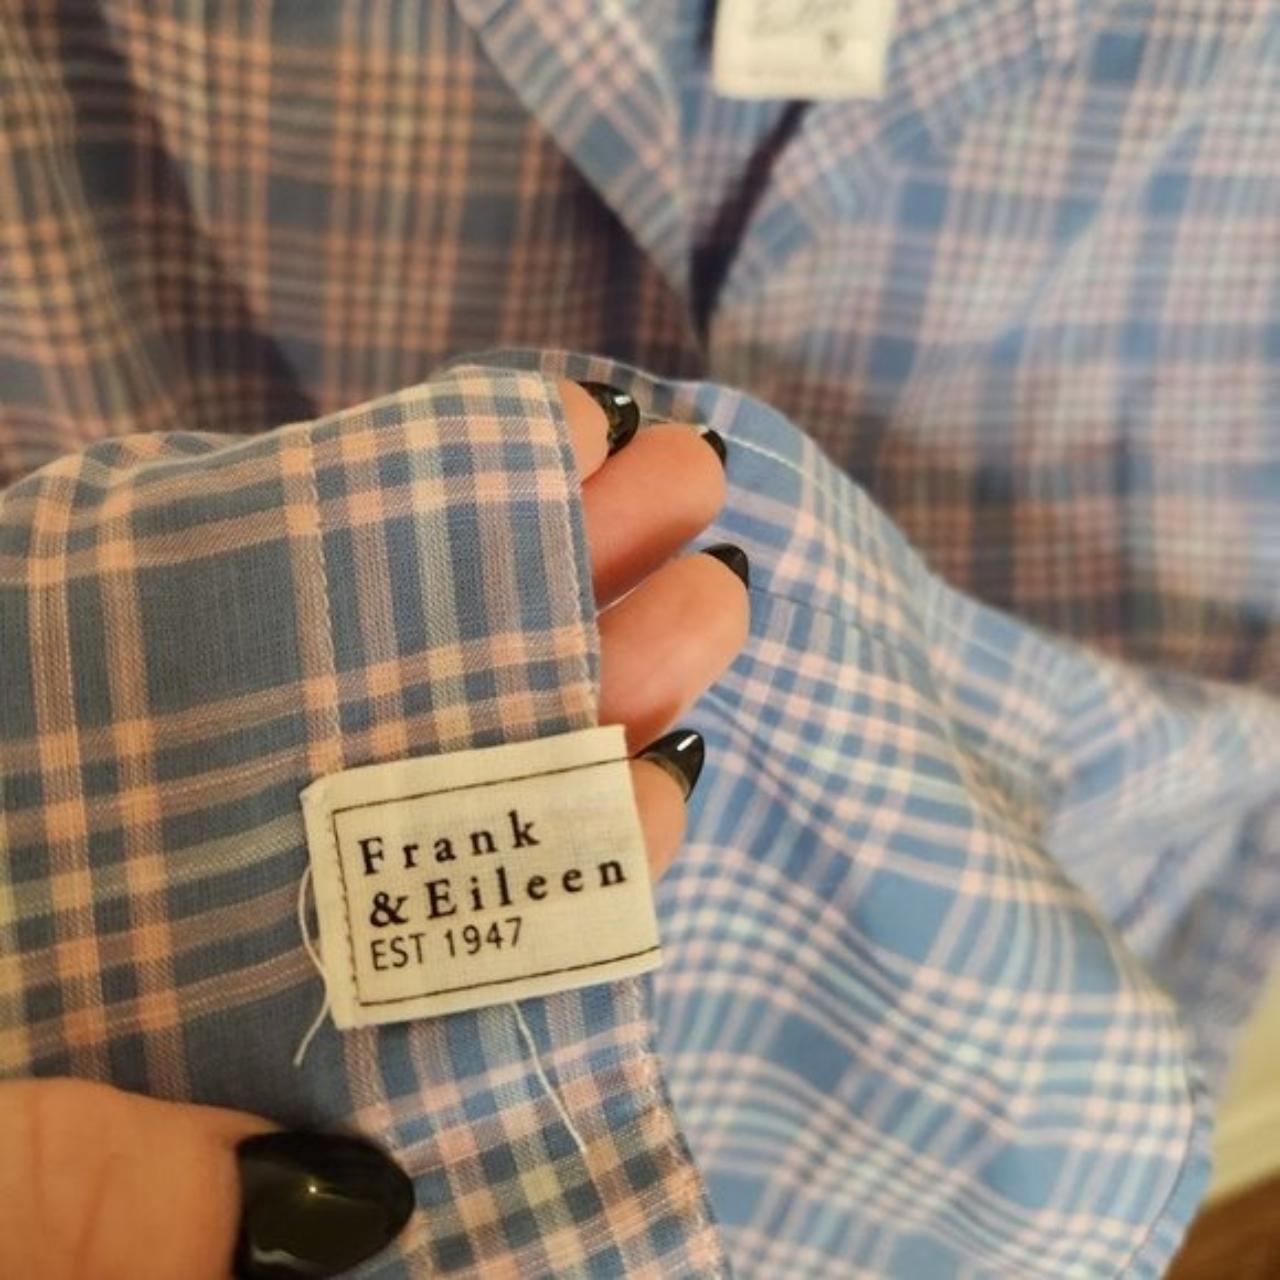 Frank
& Eileen
EST 1947